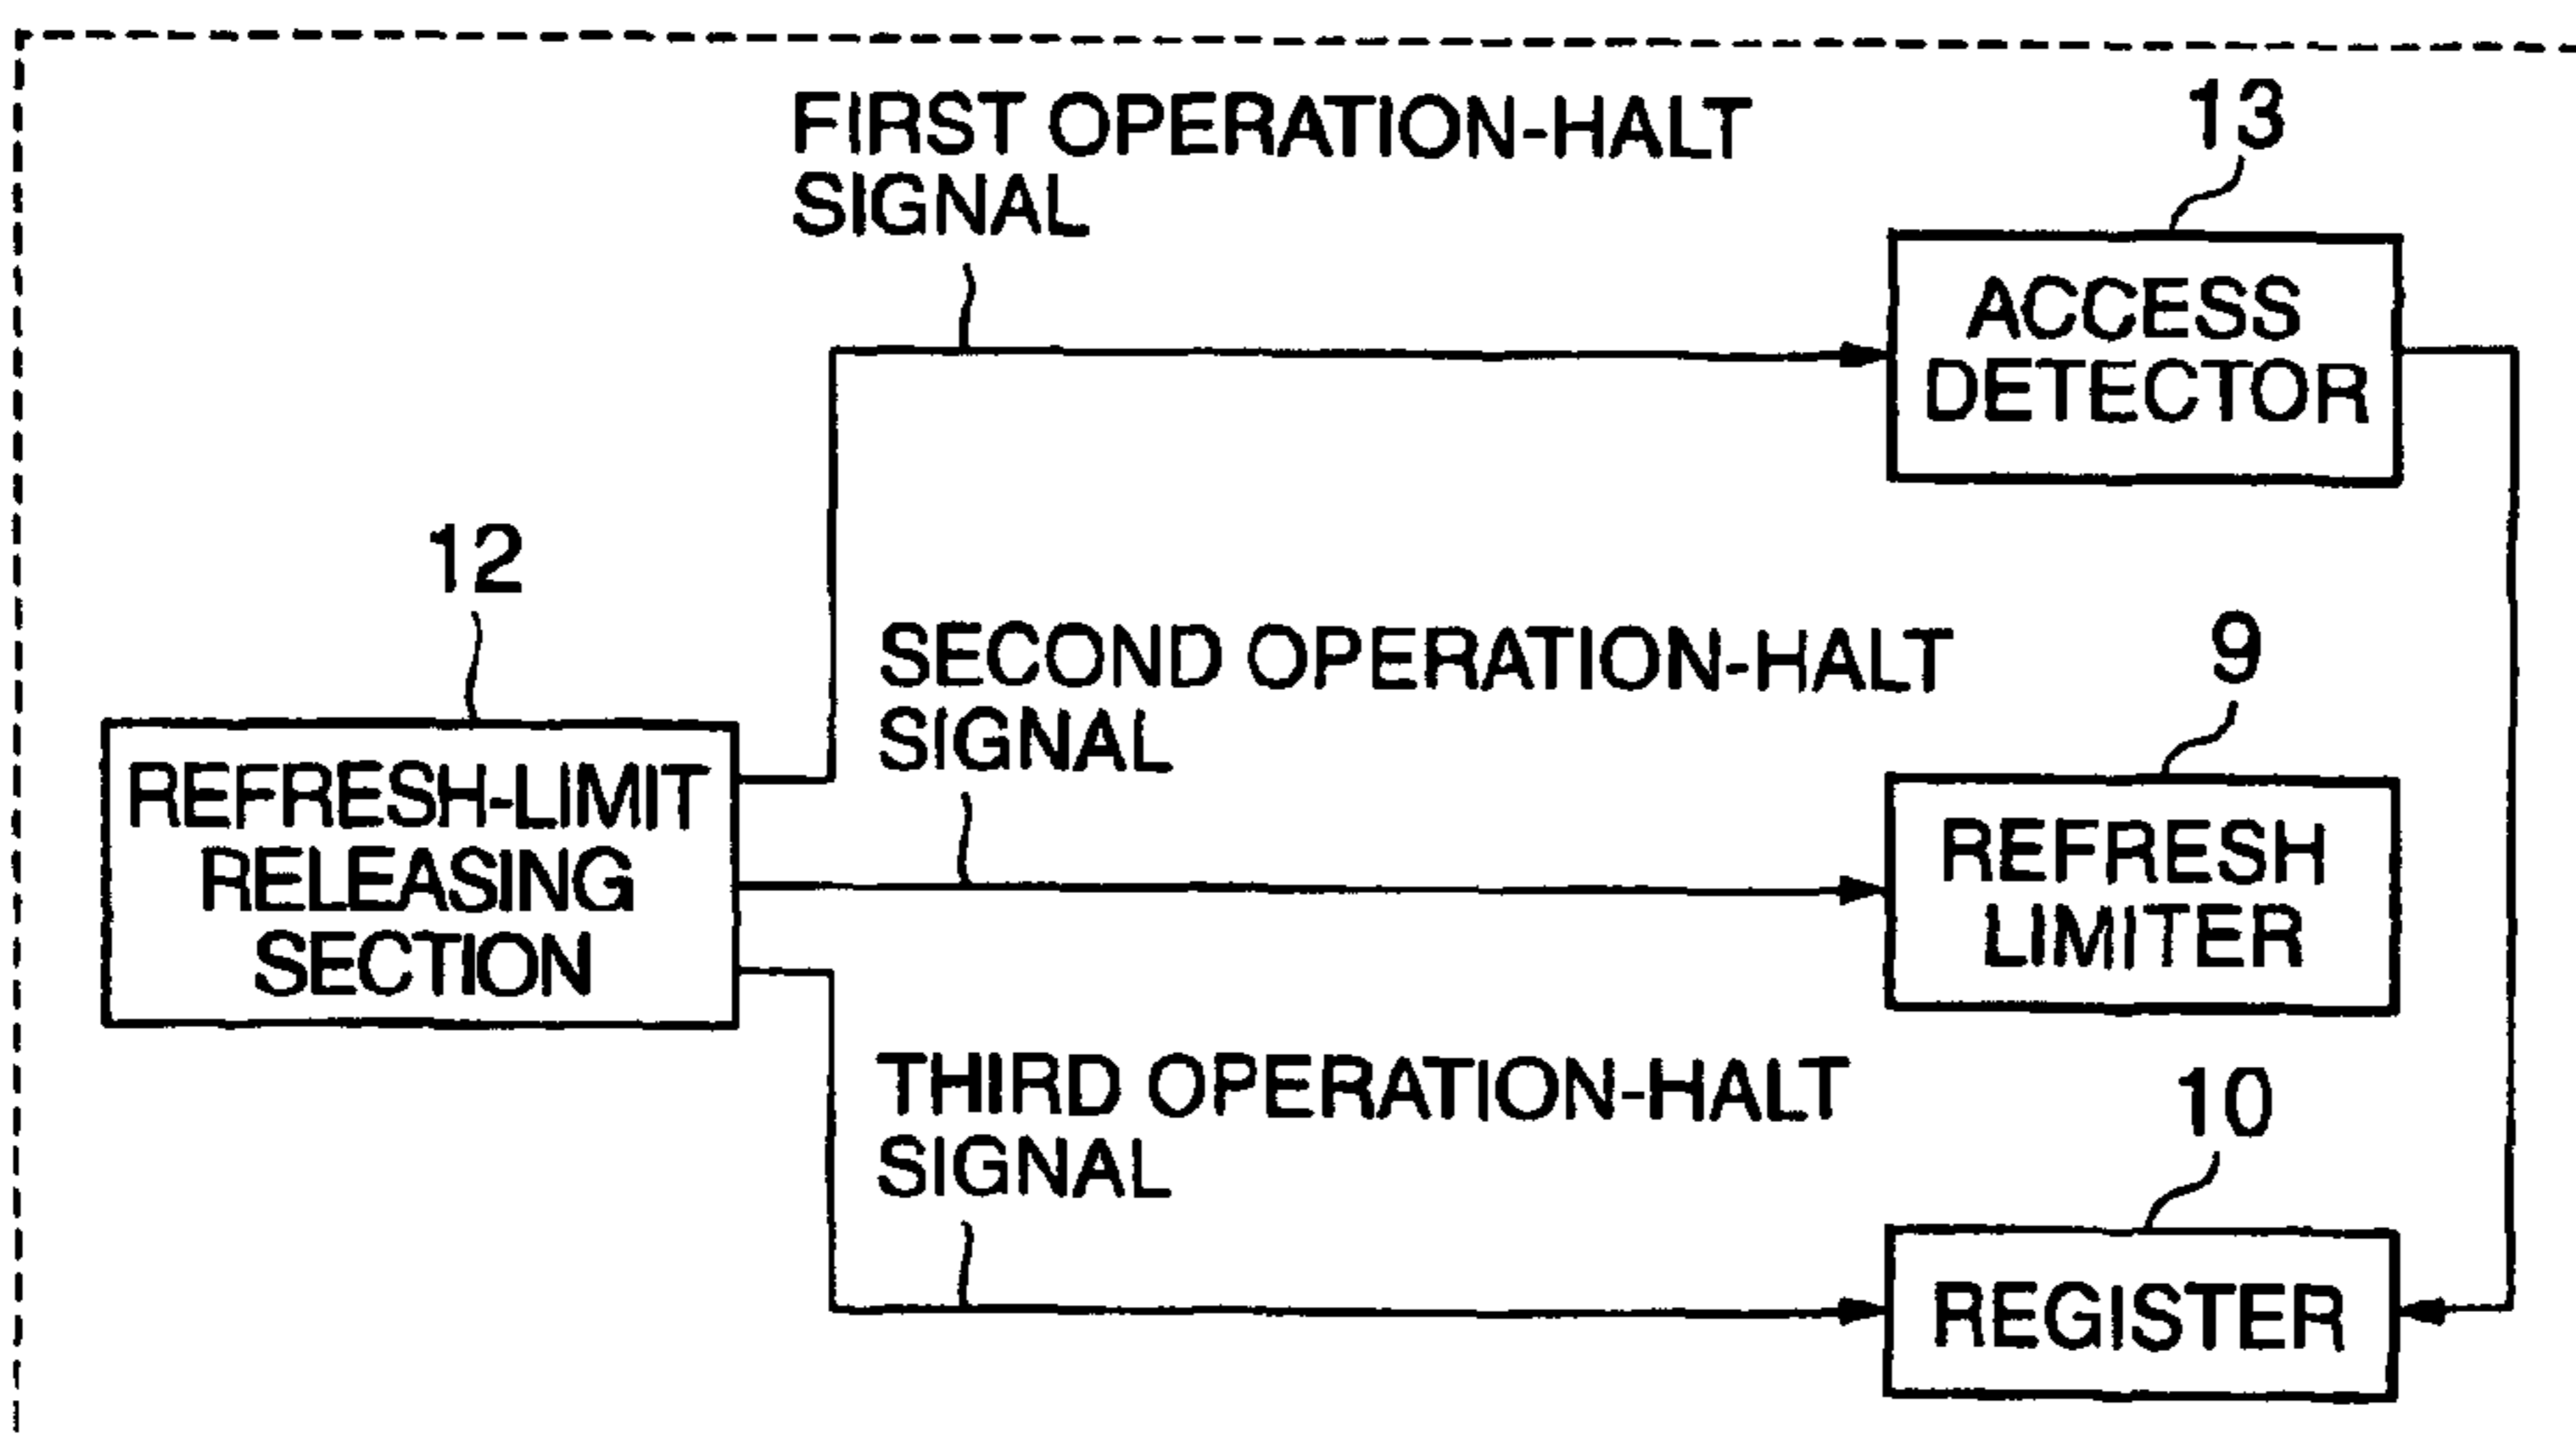 FIRST OPERATION-HALT
SIGNAL
13
ACCESS
DETECTOR
12
SECOND OPERATION-HALT
SIGNAL
9
REFRESH-LIMIT
RELEASING
SECTION
REFRESH
LIMITER
THIRD OPERATION-HALT
SIGNAL
10
REGISTER